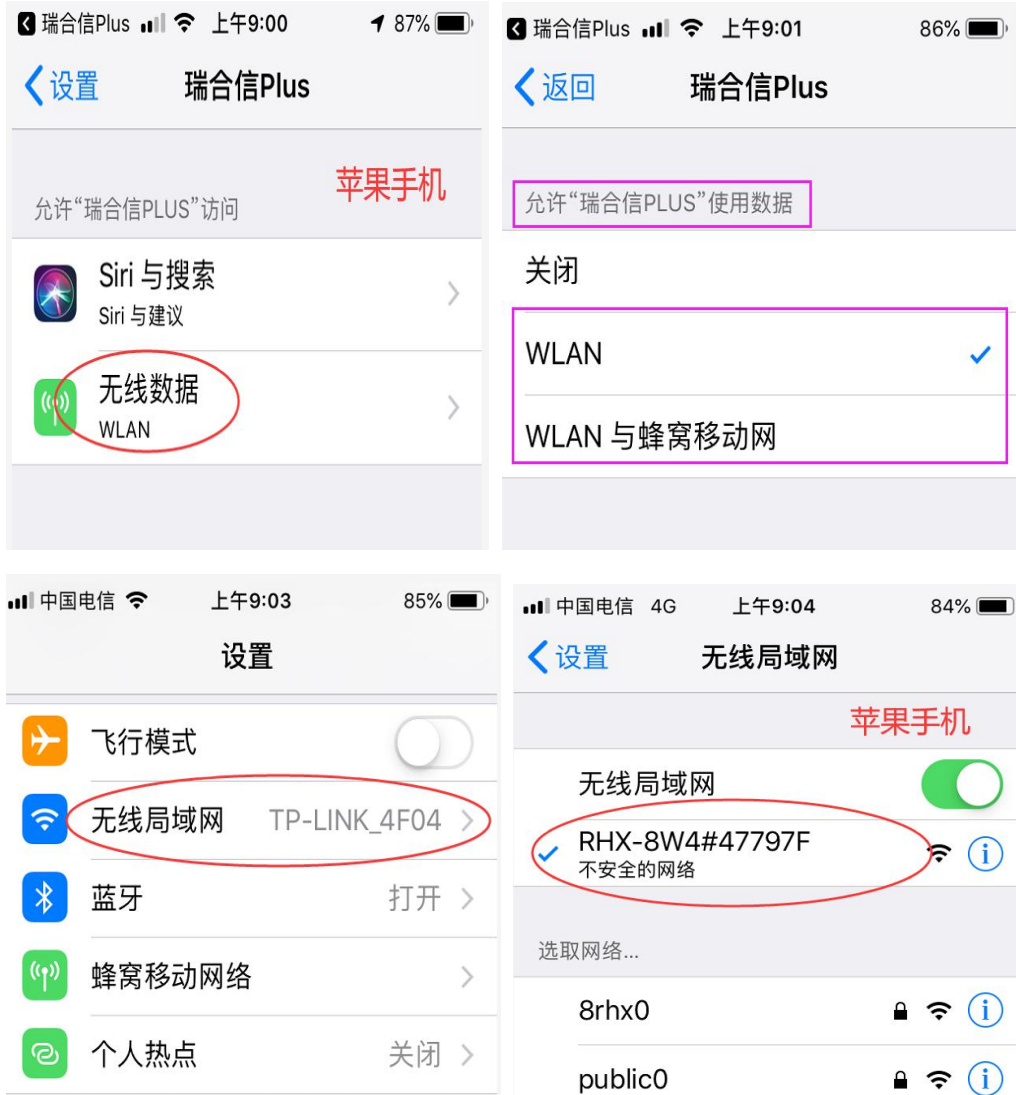 瑞合信Plus 上午9:00 87%
设置 瑞合信Plus
苹果手机
允许“瑞合信PLUS”访问
Siri 与搜索
Siri 与建议
无线数据
WLAN
瑞合信Plus 上午9:01 86%
返回 瑞合信Plus
允许“瑞合信PLUS”使用数据
关闭
WLAN
WLAN 与蜂窝移动网
中国电信 上午9:03 85%
设置
飞行模式
无线局域网 TP-LINK_4F04
蓝牙 打开
蜂窝移动网络
个人热点 关闭
中国电信 4G 上午9:04 84%
设置 无线局域网
苹果手机
无线局域网
RHX-8W4#47797F
不安全的网络
选取网络...
8rhx0
public0